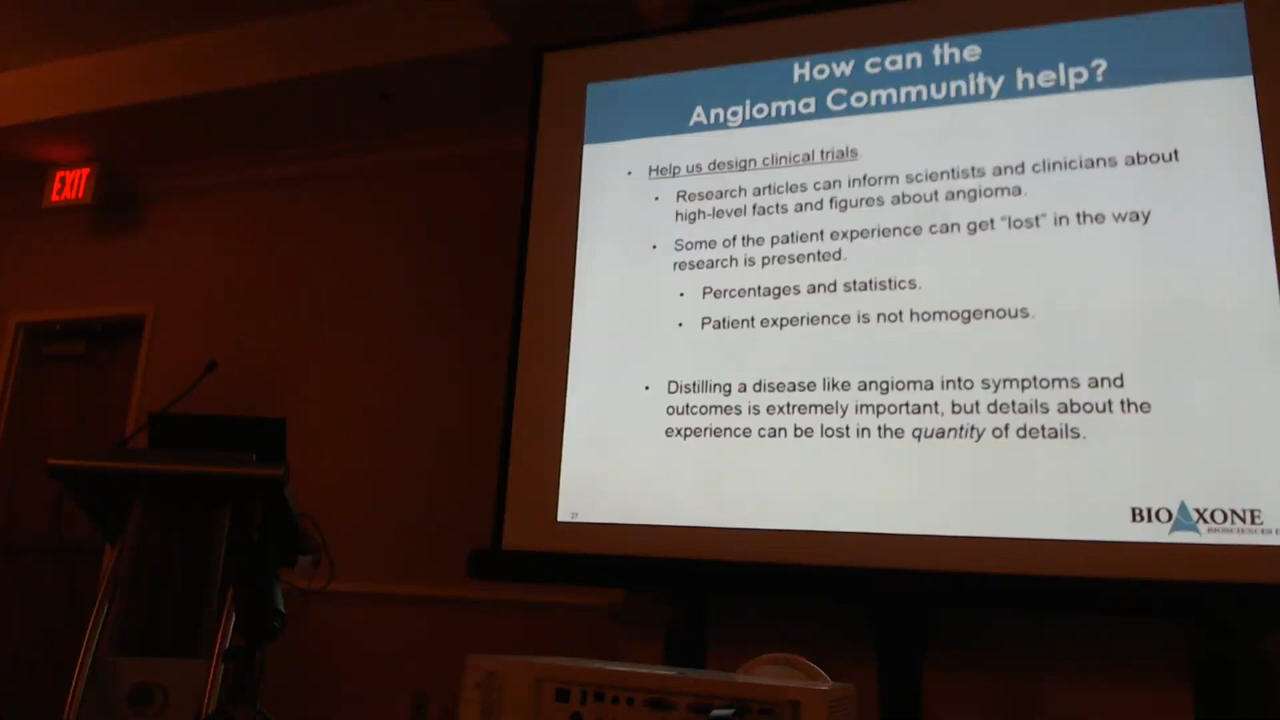 How can the
Angioma Community help?
EXIT
• Help us design clinical trials.
• Research articles can inform scientists and clinicians about
high-level facts and figures about angioma.
• Some of the patient experience can get “lost” in the way
research is presented.
• Percentages and statistics.
• Patient experience is not homogenous.
• Distilling a disease like angioma into symptoms and
outcomes is extremely important, but details about the
experience can be lost in the quantity of details.
27
BIOAXONE
BIOSCIENCES